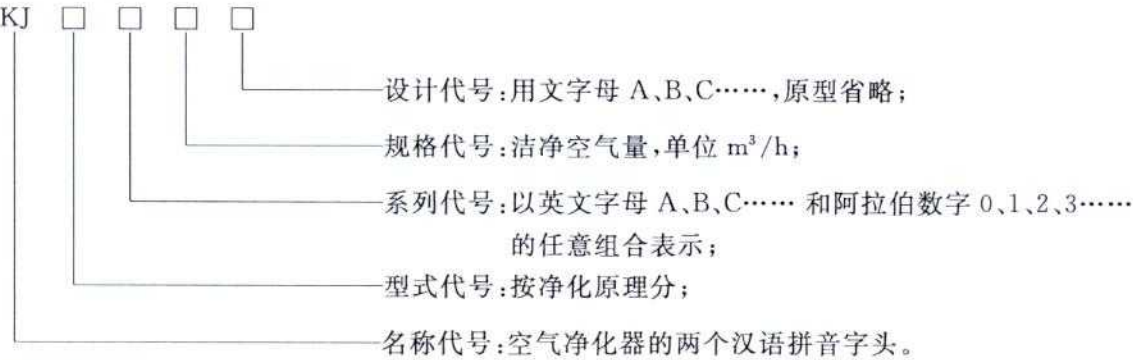 KJ □ □ □ □
设计代号:用文字母 A、B、C……,原型省略;
规格代号:洁净空气量,单位 m³/h;
系列代号:以英文字母 A、B、C…… 和阿拉伯数字 0、1、2、3……
的任意组合表示;
型式代号:按净化原理分;
名称代号:空气净化器的两个汉语拼音字头。